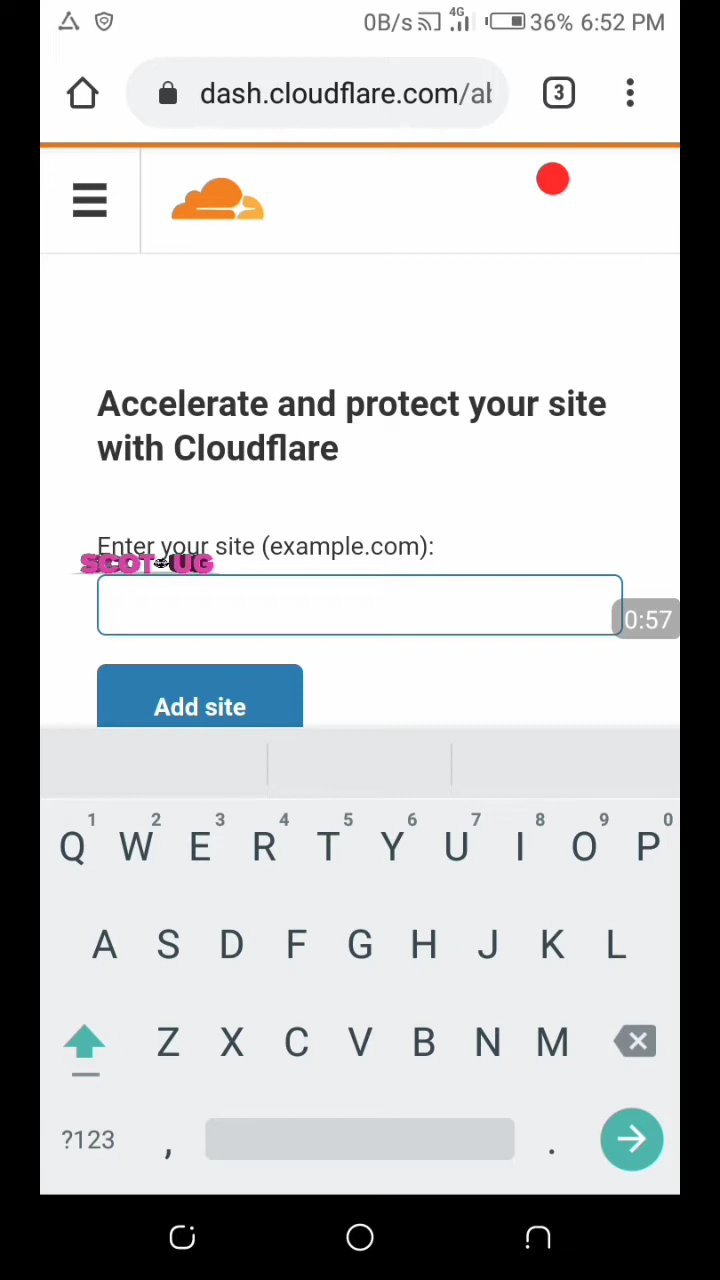 0B/s 4G 36% 6:52 PM
dash.cloudflare.com/al 3
Accelerate and protect your site
with Cloudflare
Enter your site (example.com):
SCOT UG
0:57
Add site
1 2 3 4 5 6 7 8 9 0
Q W E R T Y U I O P
A S D F G H J K L
Z X C V B N M
?123 , .